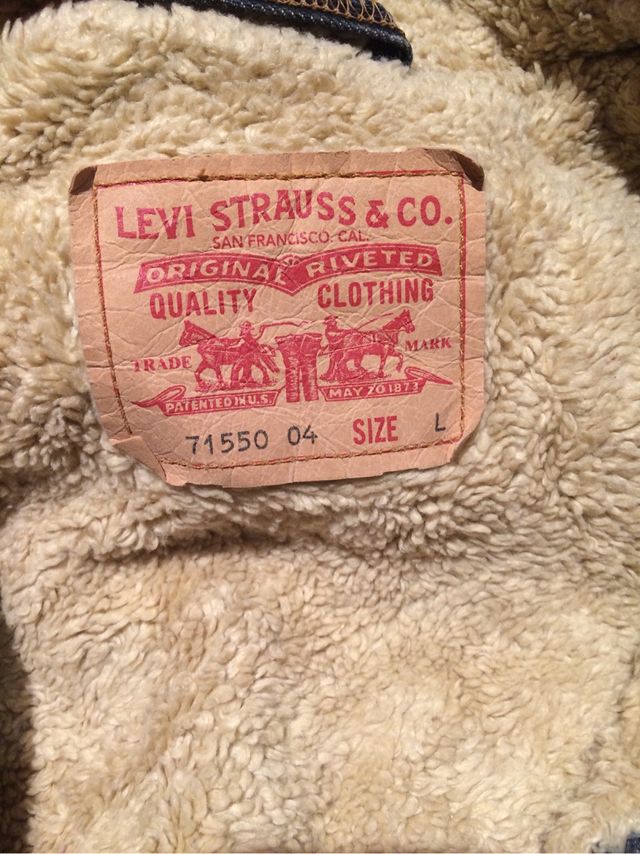 LEVI STRAUSS & CO.
SAN FRANCISCO. CAL.
ORIGINAL RIVETED
QUALITY CLOTHING
TRADE MARK
PATENTED IN U.S. MAY 20 1873
71550 04 SIZE L